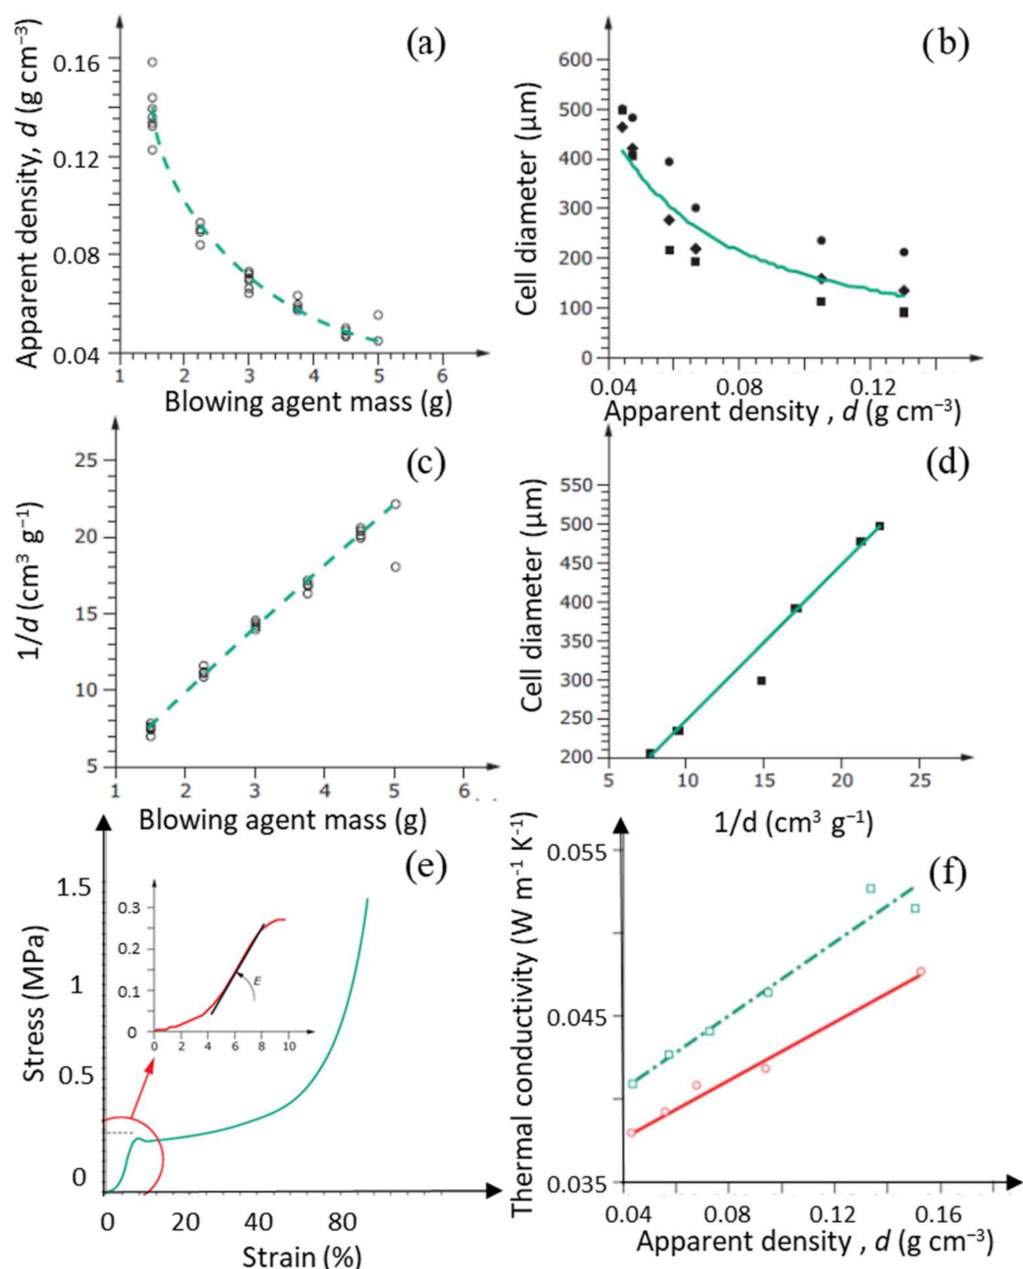 (a)
Apparent density, d (g cm⁻³)
0.16
0.12
0.08
0.04
1 2 3 4 5 6
Blowing agent mass (g)
(b)
Cell diameter (μm)
600
500
400
300
200
100
0
0.04 0.08 0.12
Apparent density , d (g cm⁻³)
(c)
1/d (cm³ g⁻¹)
25
20
15
10
5
1 2 3 4 5 6
Blowing agent mass (g)
(d)
Cell diameter (μm)
550
500
450
400
350
300
250
200
5 10 15 20 25
1/d (cm³ g⁻¹)
(e)
Stress (MPa)
1.5
1
0.5
0
0 20 40 80
Strain (%)
0.3
0.2
0.1
0
0 2 4 6 8 10
E
(f)
Thermal conductivity (W m⁻¹ K⁻¹)
0.055
0.045
0.035
0.04 0.08 0.12 0.16
Apparent density , d (g cm⁻³)